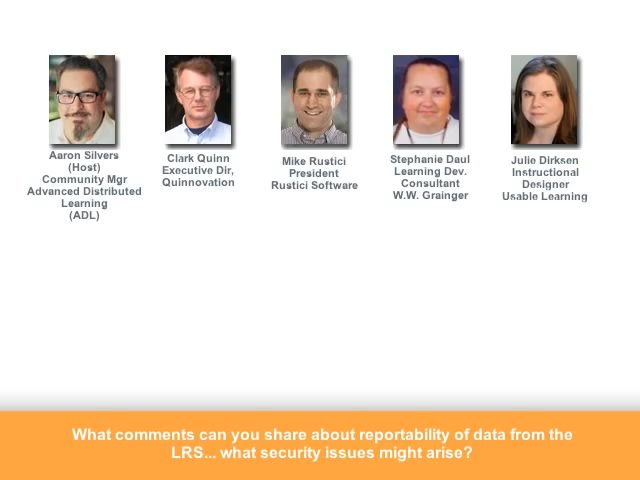 Aaron Silvers
(Host)
Community Mgr
Advanced Distributed
Learning
(ADL)
Clark Quinn
Executive Dir,
Quinnovation
Mike Rustici
President
Rustici Software
Stephanie Daul
Learning Dev.
Consultant
W.W. Grainger
Julie Dirksen
Instructional
Designer
Usable Learning
What comments can you share about reportability of data from the
LRS... what security issues might arise?